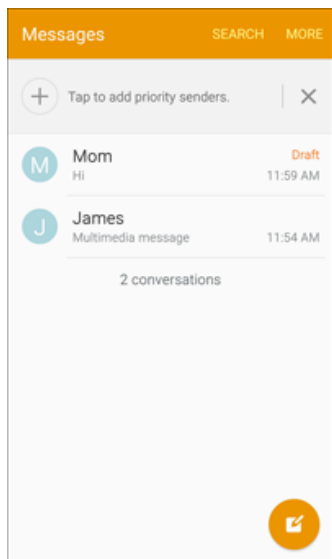 Messages SEARCH MORE
Tap to add priority senders.
M Mom Draft
Hi 11:59 AM
J James
Multimedia message 11:54 AM
2 conversations